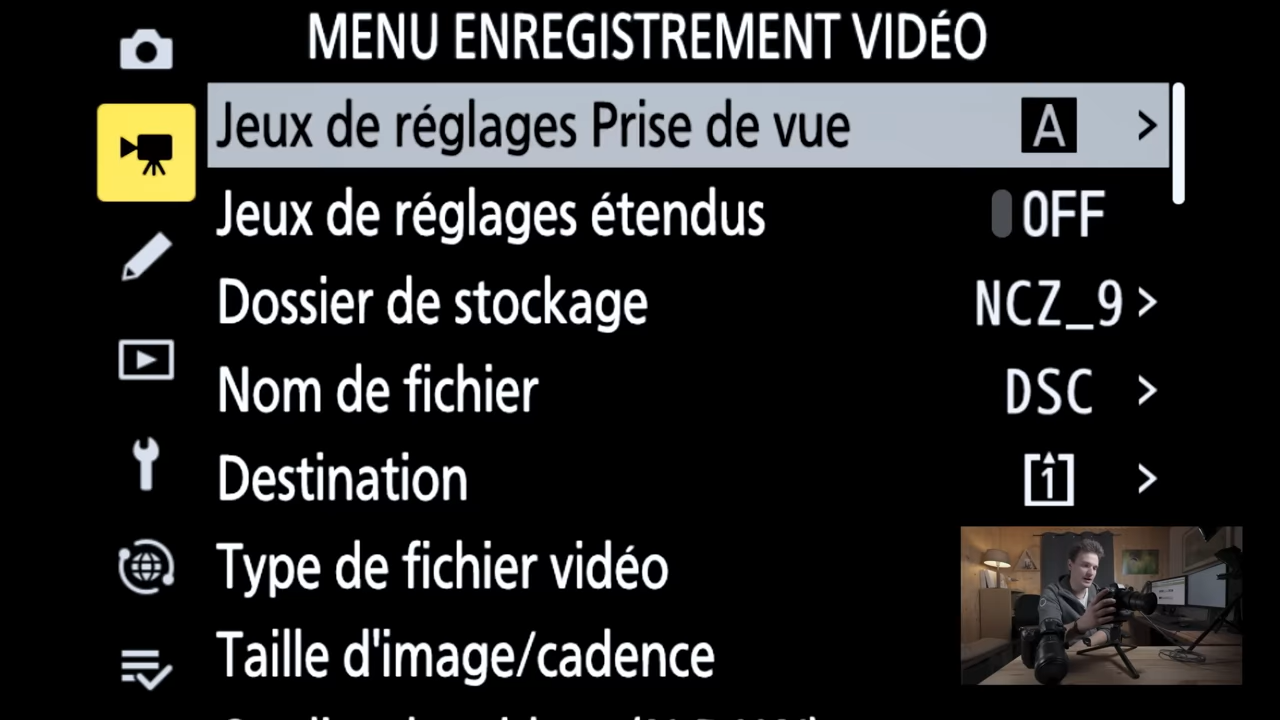 MENU ENREGISTREMENT VIDÉO
Jeux de réglages Prise de vue A >
Jeux de réglages étendus OFF
Dossier de stockage NCZ_9 >
Nom de fichier DSC >
Destination 1 >
Type de fichier vidéo
Taille d'image/cadence